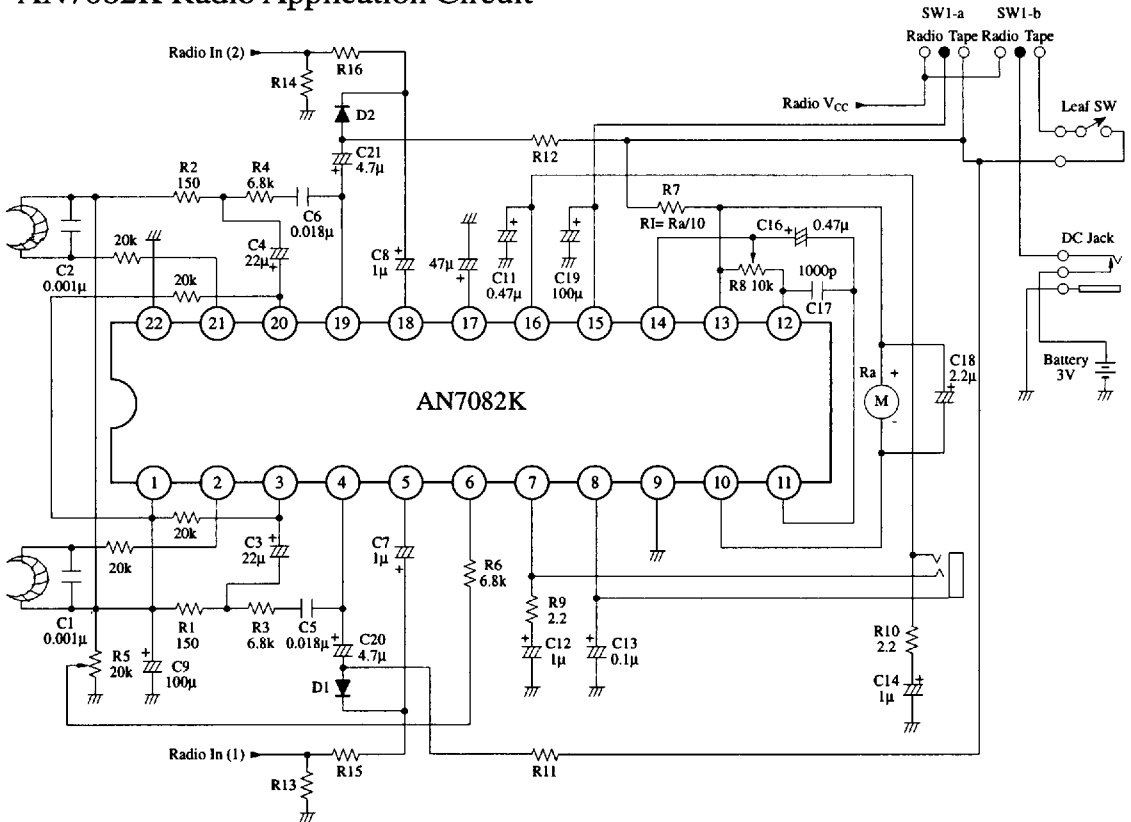 AN7082K Radio Application Circuit
SW1-a SW1-b
Radio Tape Radio Tape
Radio In (2)
R14
R16
D2
Radio VCC
Leaf SW
R12
C21
4.7μ
R2
150
R4
6.8k
C6
0.018μ
R7
RI= Ra/10
C16 + 0.47μ
DC Jack
20k
C4
22μ
+
C8
1μ
+
47μ
+
C11
0.47μ
+
C19
100μ
+
R8 10k
1000p
C17
C2
0.001μ
20k
22 21 20 19 18 17 16 15 14 13 12
Battery
3V
C18
2.2μ
+
Ra +
M
-
AN7082K
1 2 3 4 5 6 7 8 9 10 11
20k
20k
C3
22μ
+
C7
1μ
+
R6
6.8k
C1
0.001μ
R1
150
R3
6.8k
C5
0.018μ
C20
4.7μ
+
R9
2.2
R10
2.2
R5
20k
C9
100μ
+
D1
C12
1μ
+
C13
0.1μ
+
C14
1μ
+
Radio In (1)
R13
R15
R11